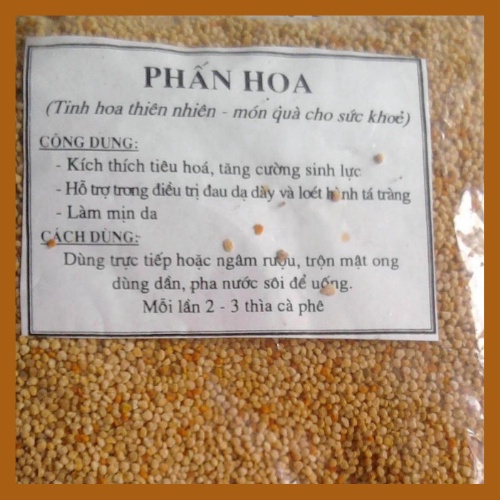 PHẤN HOA
(Tinh hoa thiên nhiên - món quà cho sức khoẻ)
CÔNG DỤNG:
- Kích thích tiêu hoá, tăng cường sinh lực
- Hỗ trợ trong điều trị đau dạ dày và loét hành tá tràng
- Làm mịn da
CÁCH DÙNG:
Dùng trực tiếp hoặc ngâm rượu, trộn mật ong
dùng dần, pha nước sôi để uống.
Mỗi lần 2 - 3 thìa cà phê